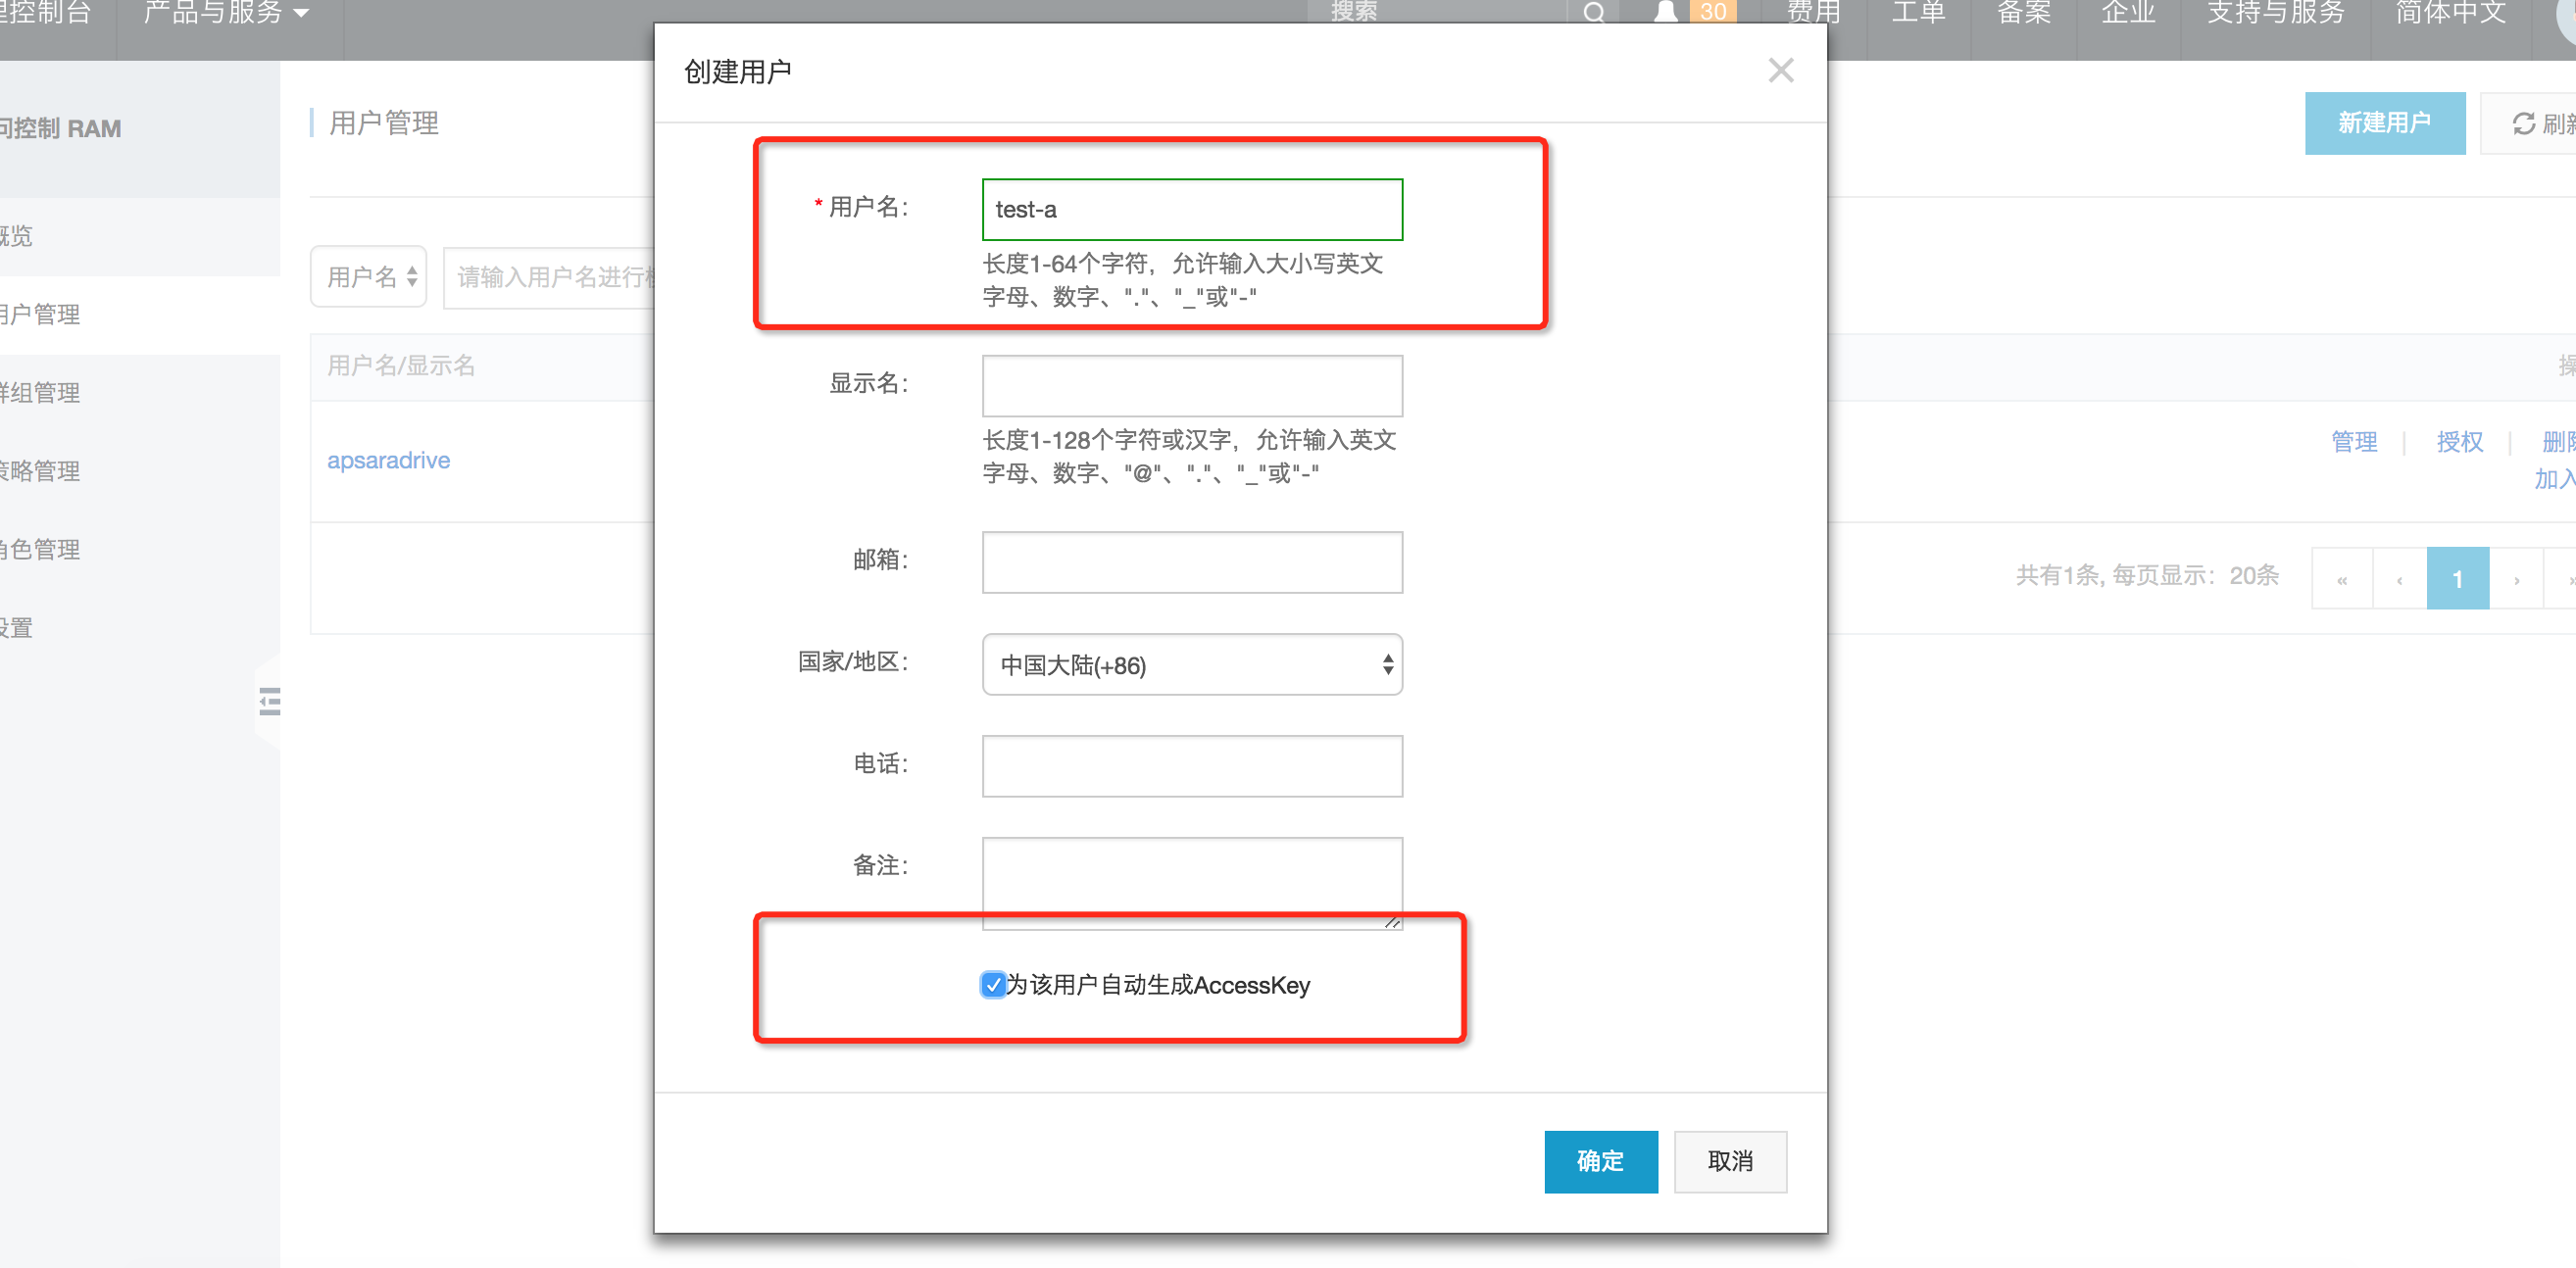 控制台
产品与服务
搜索
30
费用
工单
备案
企业
支持与服务
简体中文
控制 RAM
概览
用户管理
群组管理
策略管理
角色管理
设置
用户管理
新建用户
刷新
用户名
请输入用户名进行
用户名/显示名
apsaradrive
管理
授权
删除
加入
共有1条, 每页显示：20条
« ‹ 1 › »
创建用户
* 用户名：
test-a
长度1-64个字符，允许输入大小写英文
字母、数字、"."、"_"或"-"
显示名：
长度1-128个字符或汉字，允许输入英文
字母、数字、"@"、"."、"_"或"-"
邮箱：
国家/地区：
中国大陆(+86)
电话：
备注：
为该用户自动生成AccessKey
确定
取消